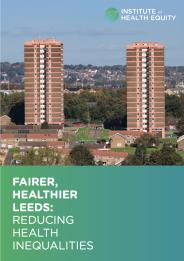 INSTITUTE of
HEALTH EQUITY
FAIRER,
HEALTHIER
LEEDS:
REDUCING
HEALTH
INEQUALITIES